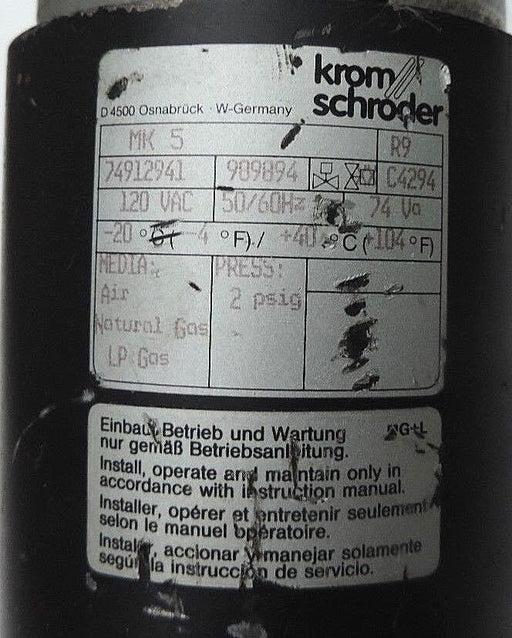 krom
schroder
D 4500 Osnabrück · W-Germany
MK 5 R9
74912941 909894 C4294
120 VAC 50/60Hz 74 Va
-20 °C (-4 °F)./ +40 °C (+104 °F)
MEDIA: PRESS:
Air 2 psig
Natural Gas
LP Gas
Einbau, Betrieb und Wartung G+L
nur gemäß Betriebsanleitung.
Install, operate and maintain only in
accordance with instruction manual.
Installer, opérer et entretenir seulement
selon le manuel opératoire.
Instalar, accionar y manejar solamente
según la instrucción de servicio.